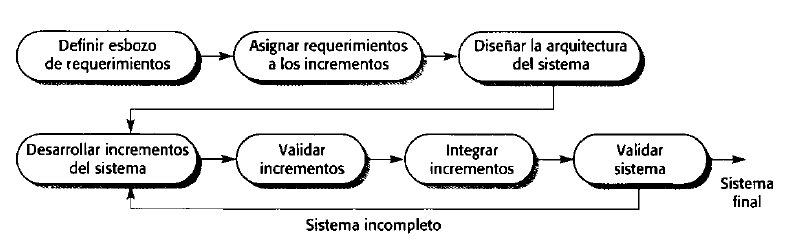 Definir esbozo
de requerimientos
Asignar requerimientos
a los incrementos
Diseñar la arquitectura
del sistema
Desarrollar incrementos
del sistema
Validar
incrementos
Integrar
incrementos
Validar
sistema
Sistema
final
Sistema incompleto